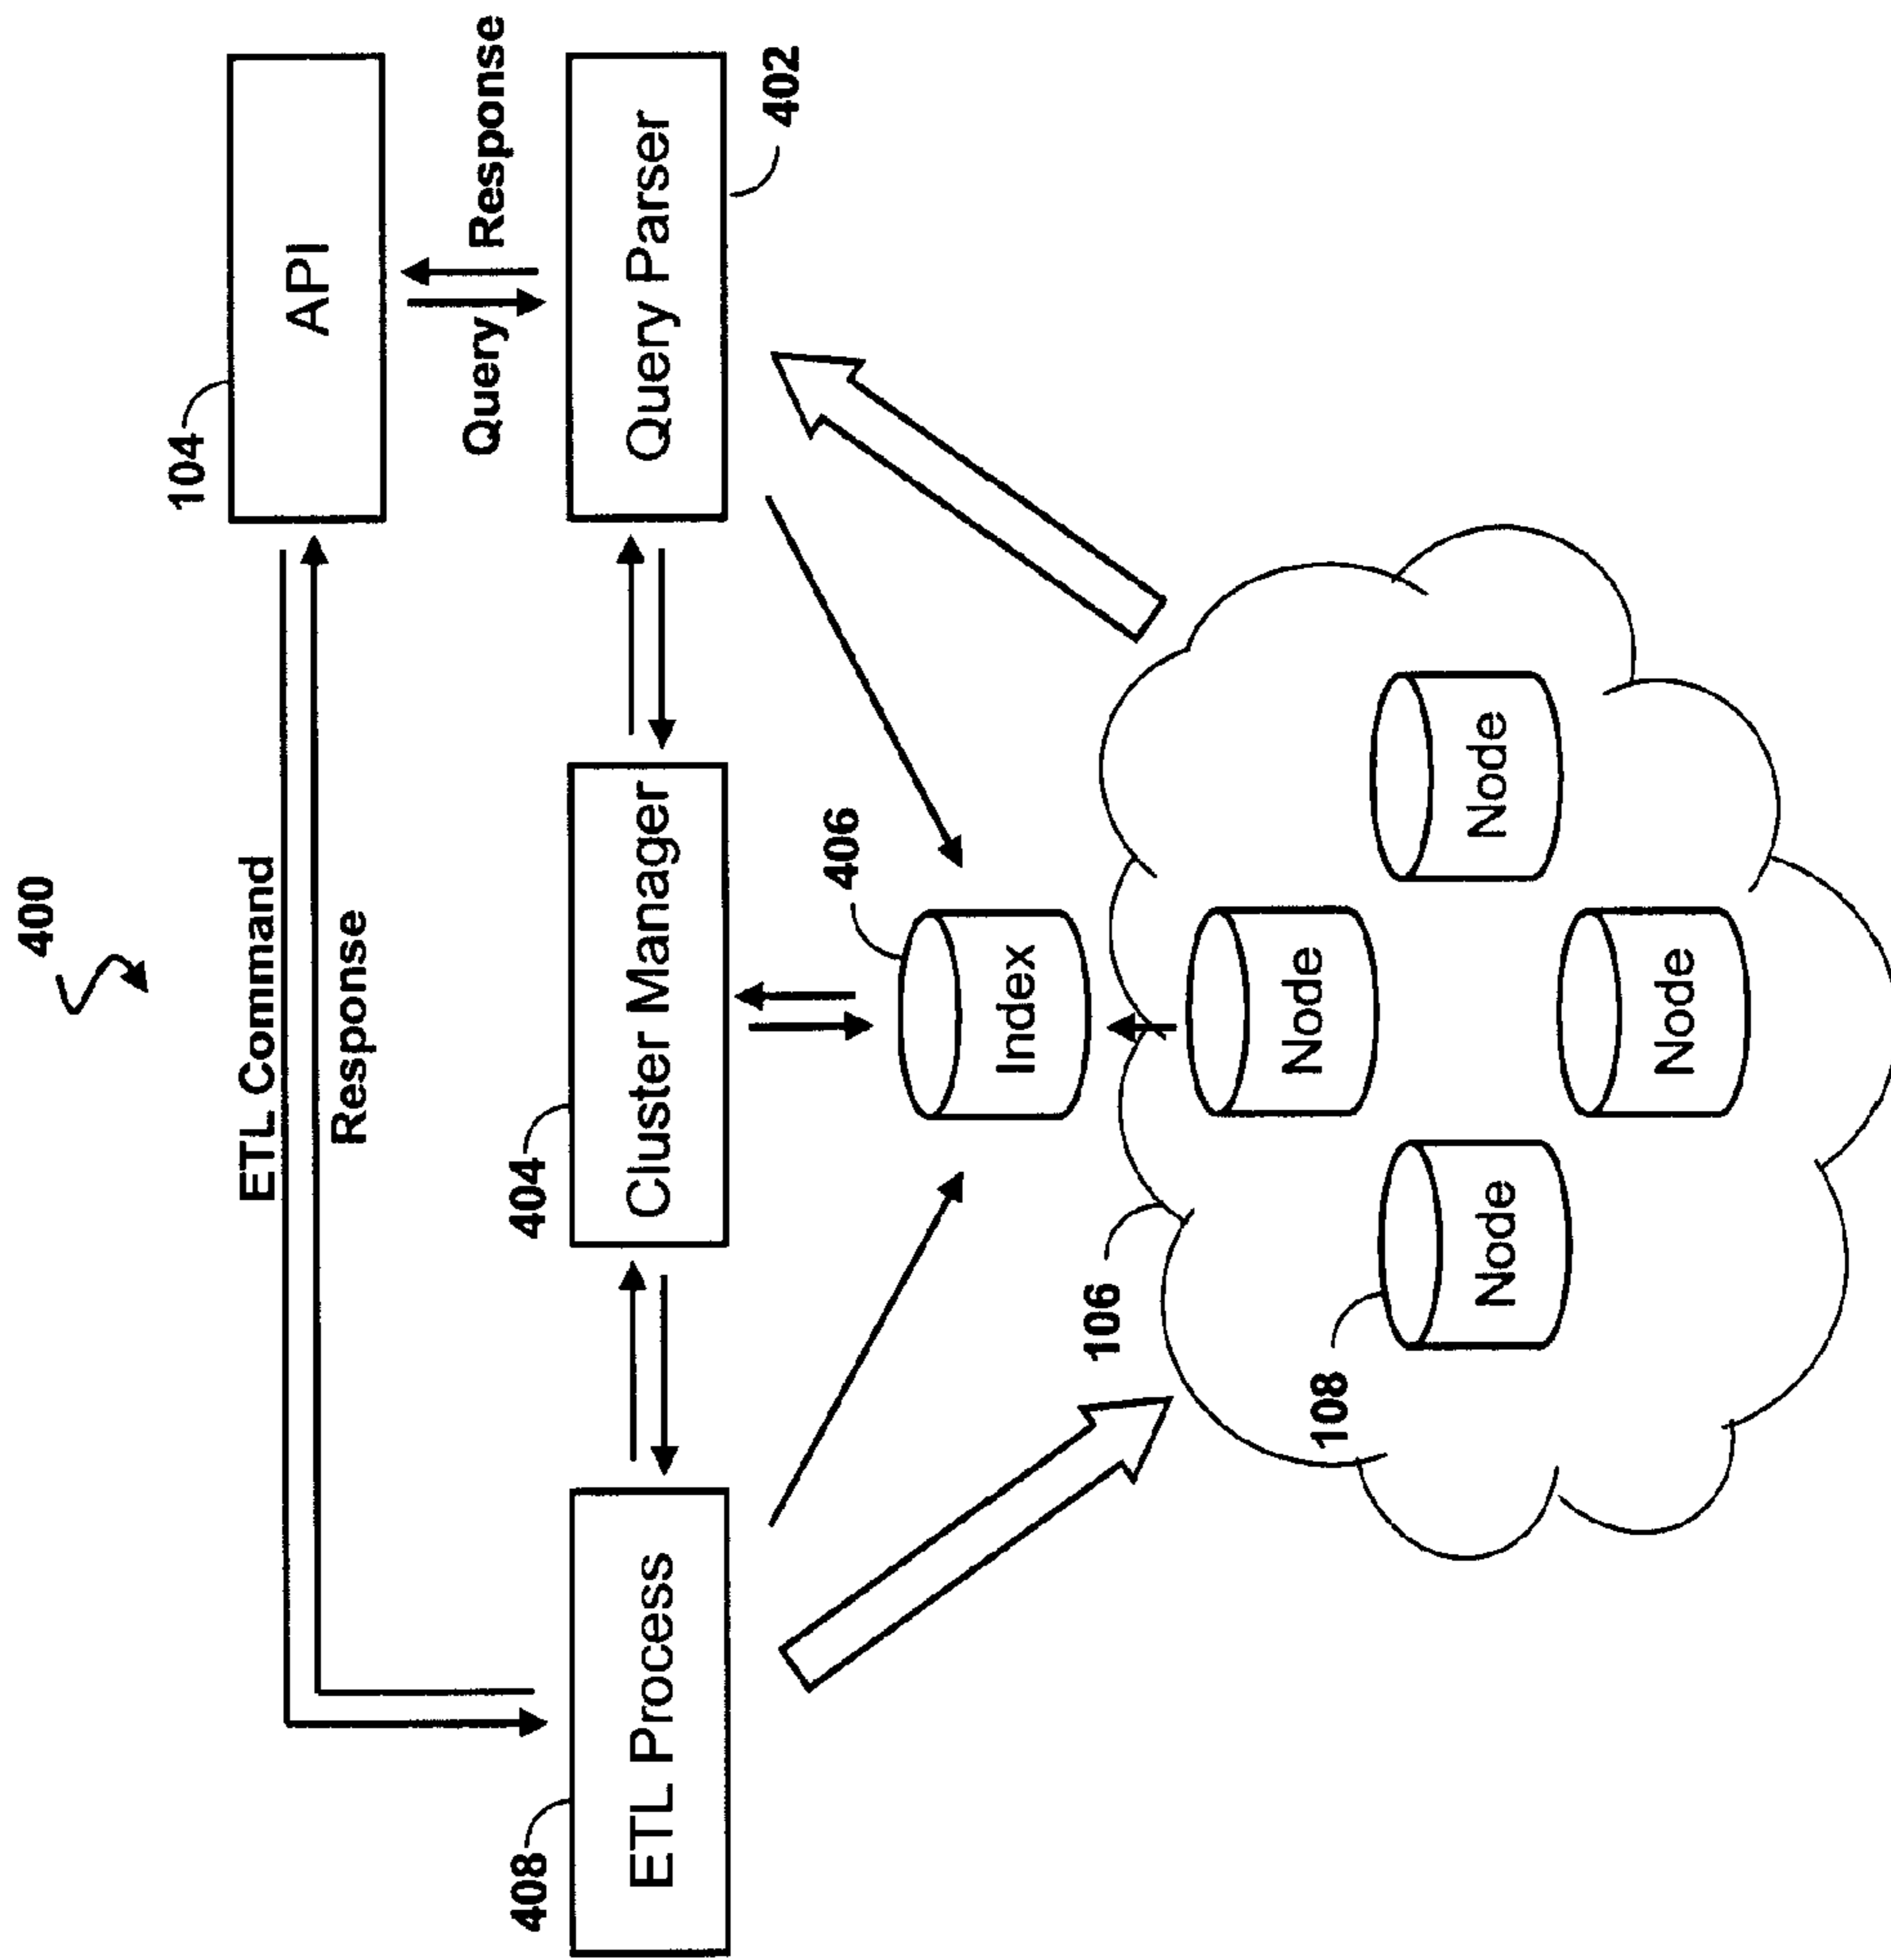 400
ETL Command
Response
104
API
Query
Response
408
ETL Process
404
Cluster Manager
Query Parser
402
406
Index
106
108
Node
Node
Node
Node